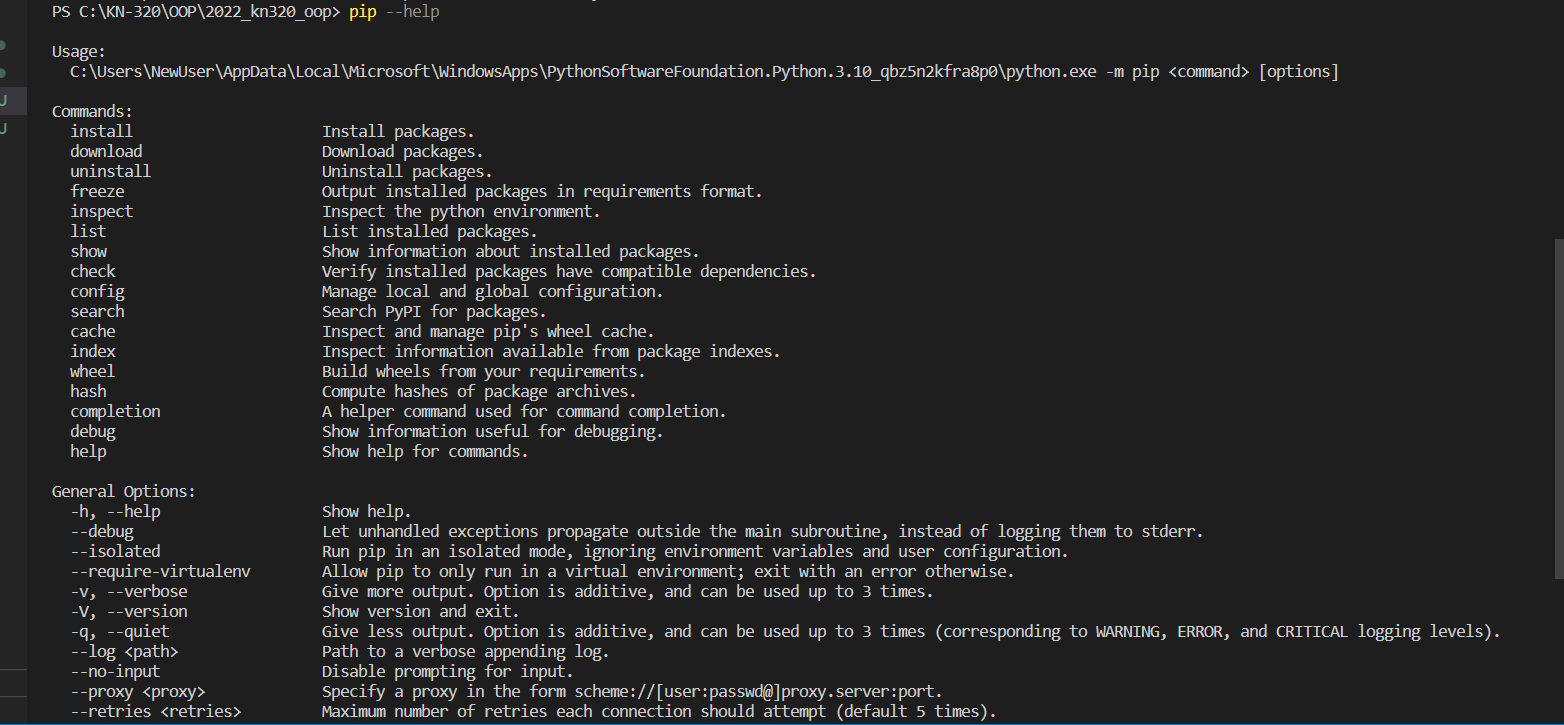 PS C:\KN-320\OOP\2022_kn320_oop> pip --help
Usage:
C:\Users\NewUser\AppData\Local\Microsoft\WindowsApps\PythonSoftwareFoundation.Python.3.10_qbz5n2kfra8p0\python.exe -m pip <command> [options]
Commands:
install Install packages.
download Download packages.
uninstall Uninstall packages.
freeze Output installed packages in requirements format.
inspect Inspect the python environment.
list List installed packages.
show Show information about installed packages.
check Verify installed packages have compatible dependencies.
config Manage local and global configuration.
search Search PyPI for packages.
cache Inspect and manage pip's wheel cache.
index Inspect information available from package indexes.
wheel Build wheels from your requirements.
hash Compute hashes of package archives.
completion A helper command used for command completion.
debug Show information useful for debugging.
help Show help for commands.
General Options:
-h, --help Show help.
--debug Let unhandled exceptions propagate outside the main subroutine, instead of logging them to stderr.
--isolated Run pip in an isolated mode, ignoring environment variables and user configuration.
--require-virtualenv Allow pip to only run in a virtual environment; exit with an error otherwise.
-v, --verbose Give more output. Option is additive, and can be used up to 3 times.
-V, --version Show version and exit.
-q, --quiet Give less output. Option is additive, and can be used up to 3 times (corresponding to WARNING, ERROR, and CRITICAL logging levels).
--log <path> Path to a verbose appending log.
--no-input Disable prompting for input.
--proxy <proxy> Specify a proxy in the form scheme://[user:passwd@]proxy.server:port.
--retries <retries> Maximum number of retries each connection should attempt (default 5 times).